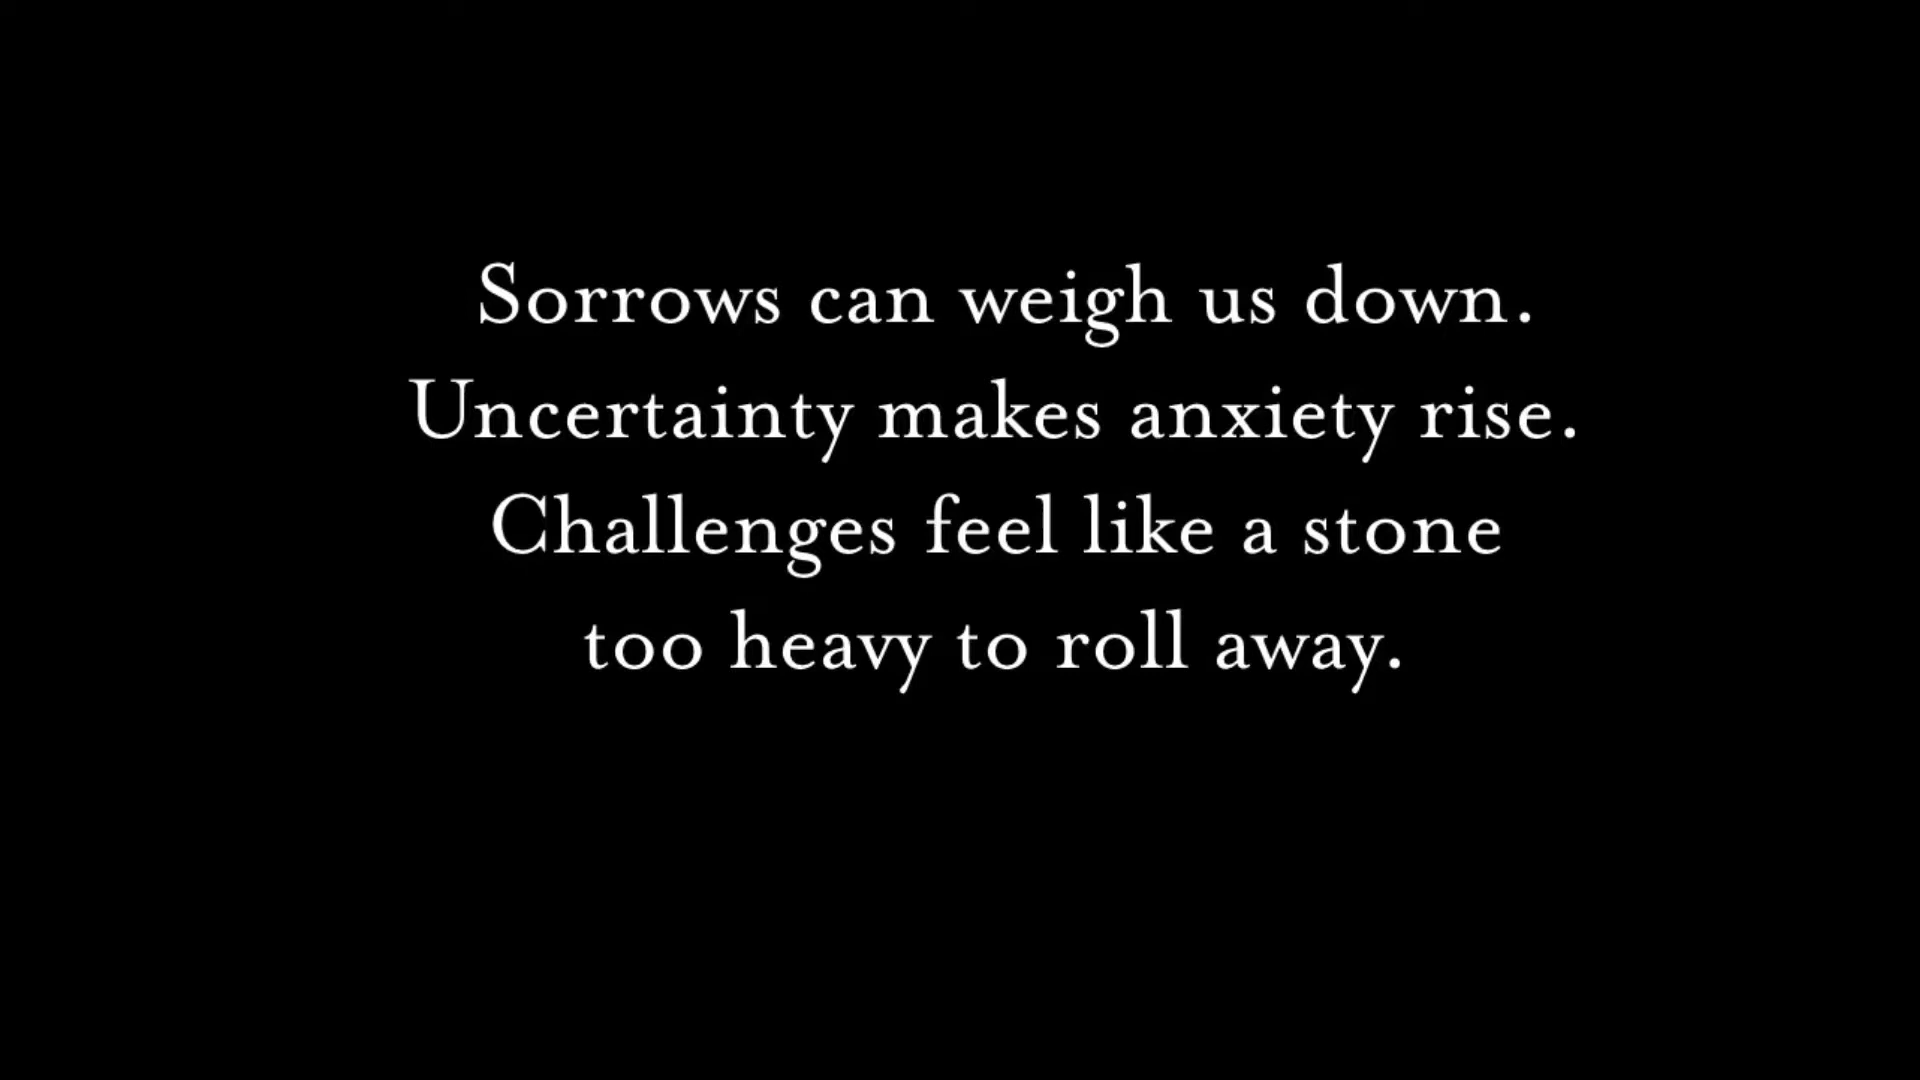 Sorrows can weigh us down.
Uncertainty makes anxiety rise.
Challenges feel like a stone
too heavy to roll away.